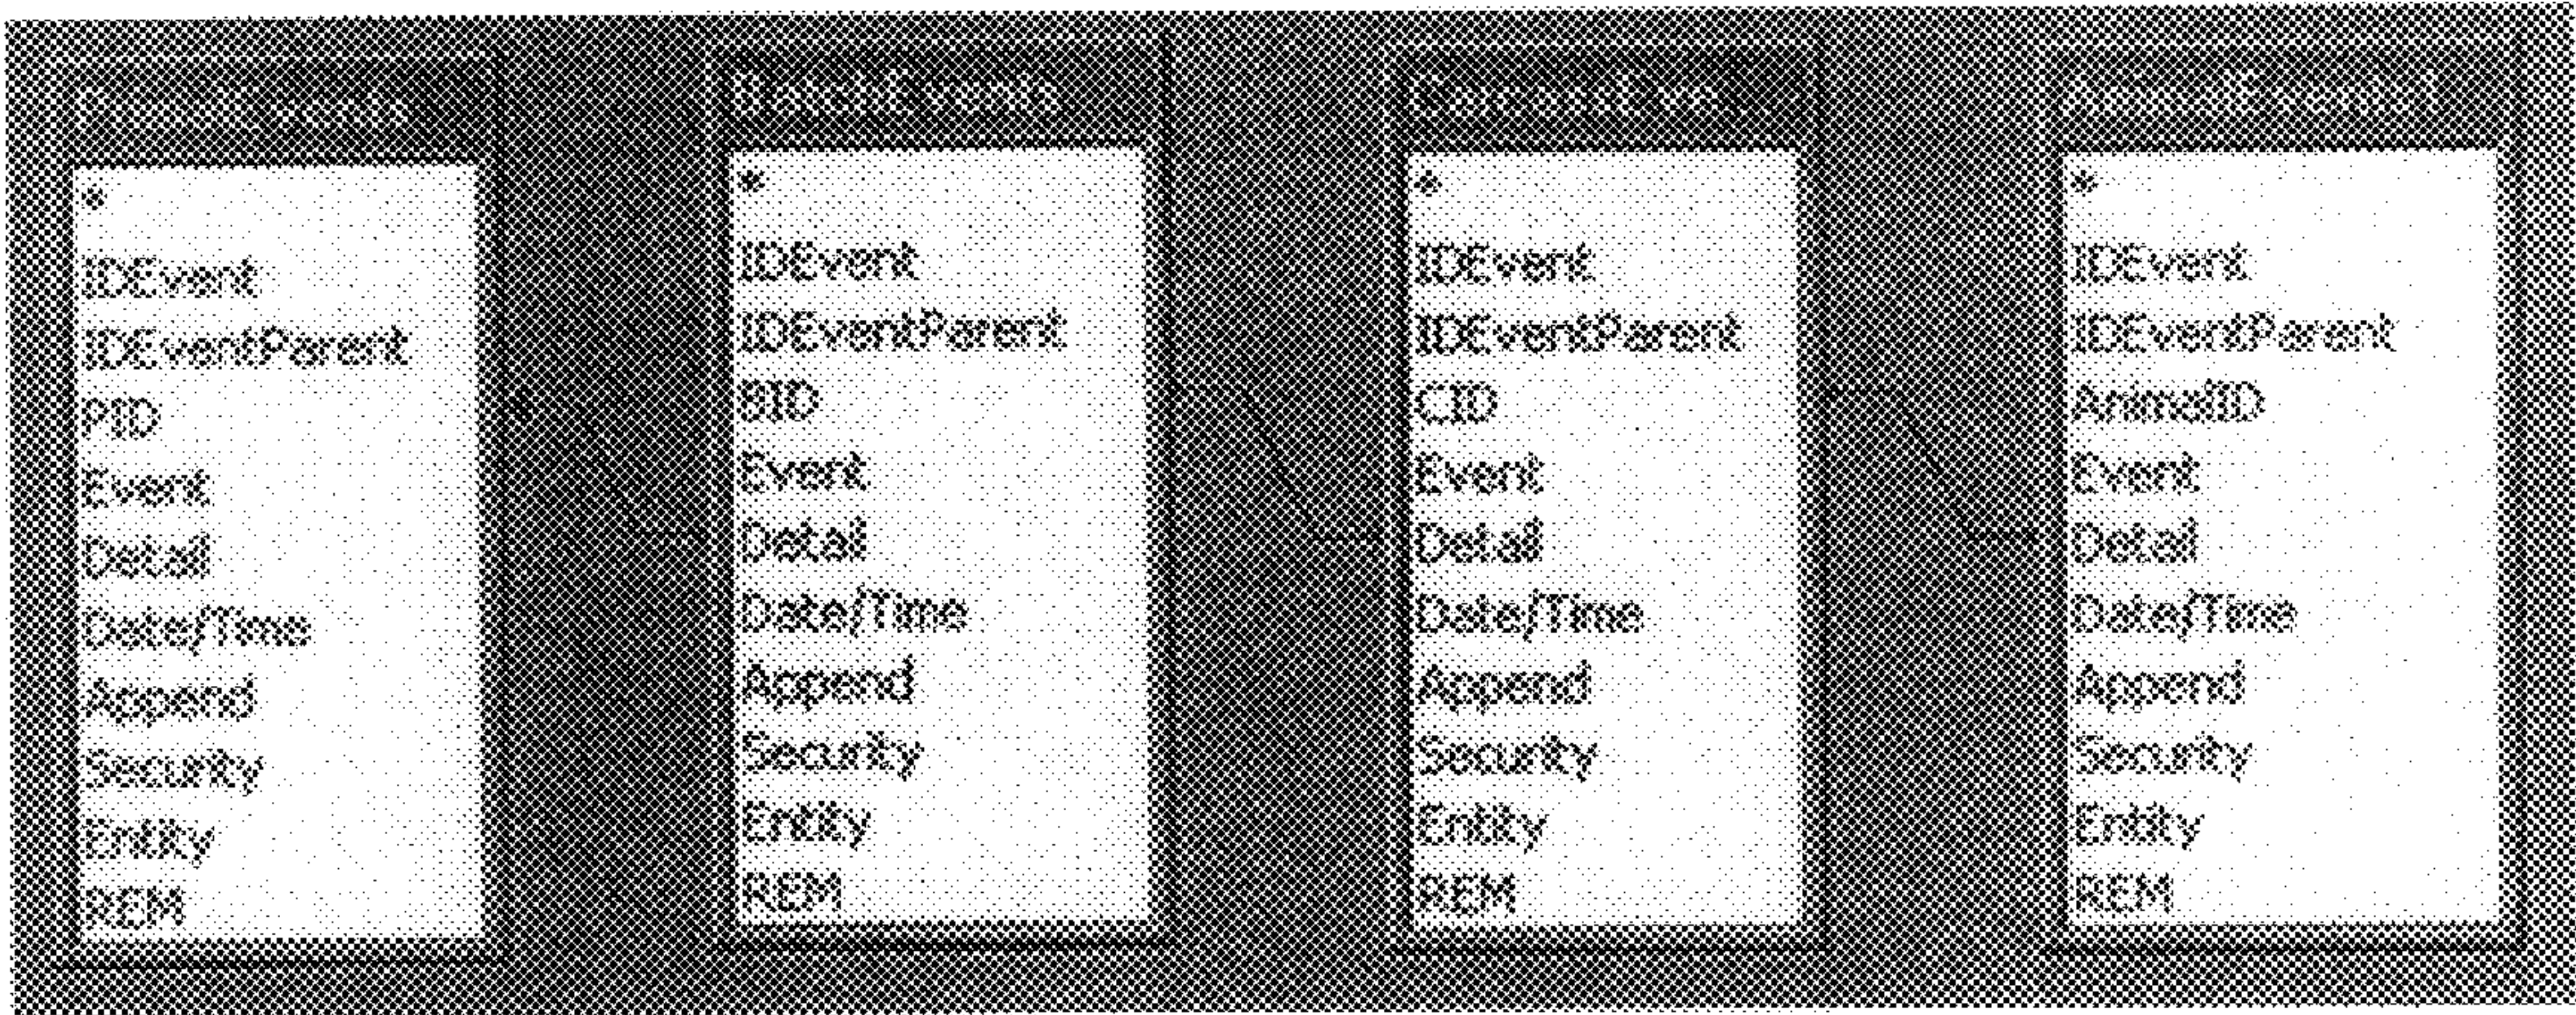 *
IDEvent
IDEventParent
PID
Event
Detail
Date/Time
Append
Security
Entity
REM
*
IDEvent
IDEventParent
BID
Event
Detail
Date/Time
Append
Security
Entity
REM
*
IDEvent
IDEventParent
CID
Event
Detail
Date/Time
Append
Security
Entity
REM
*
IDEvent
IDEventParent
AnimalID
Event
Detail
Date/Time
Append
Security
Entity
REM